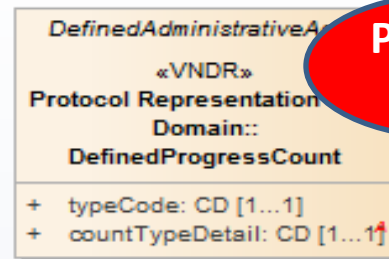 DefinedAdministrativeA
P
«VNDR»
Protocol Representation
Domain::
DefinedProgressCount
+ typeCode: CD [1...1]
+ countTypeDetail: CD [1...1]